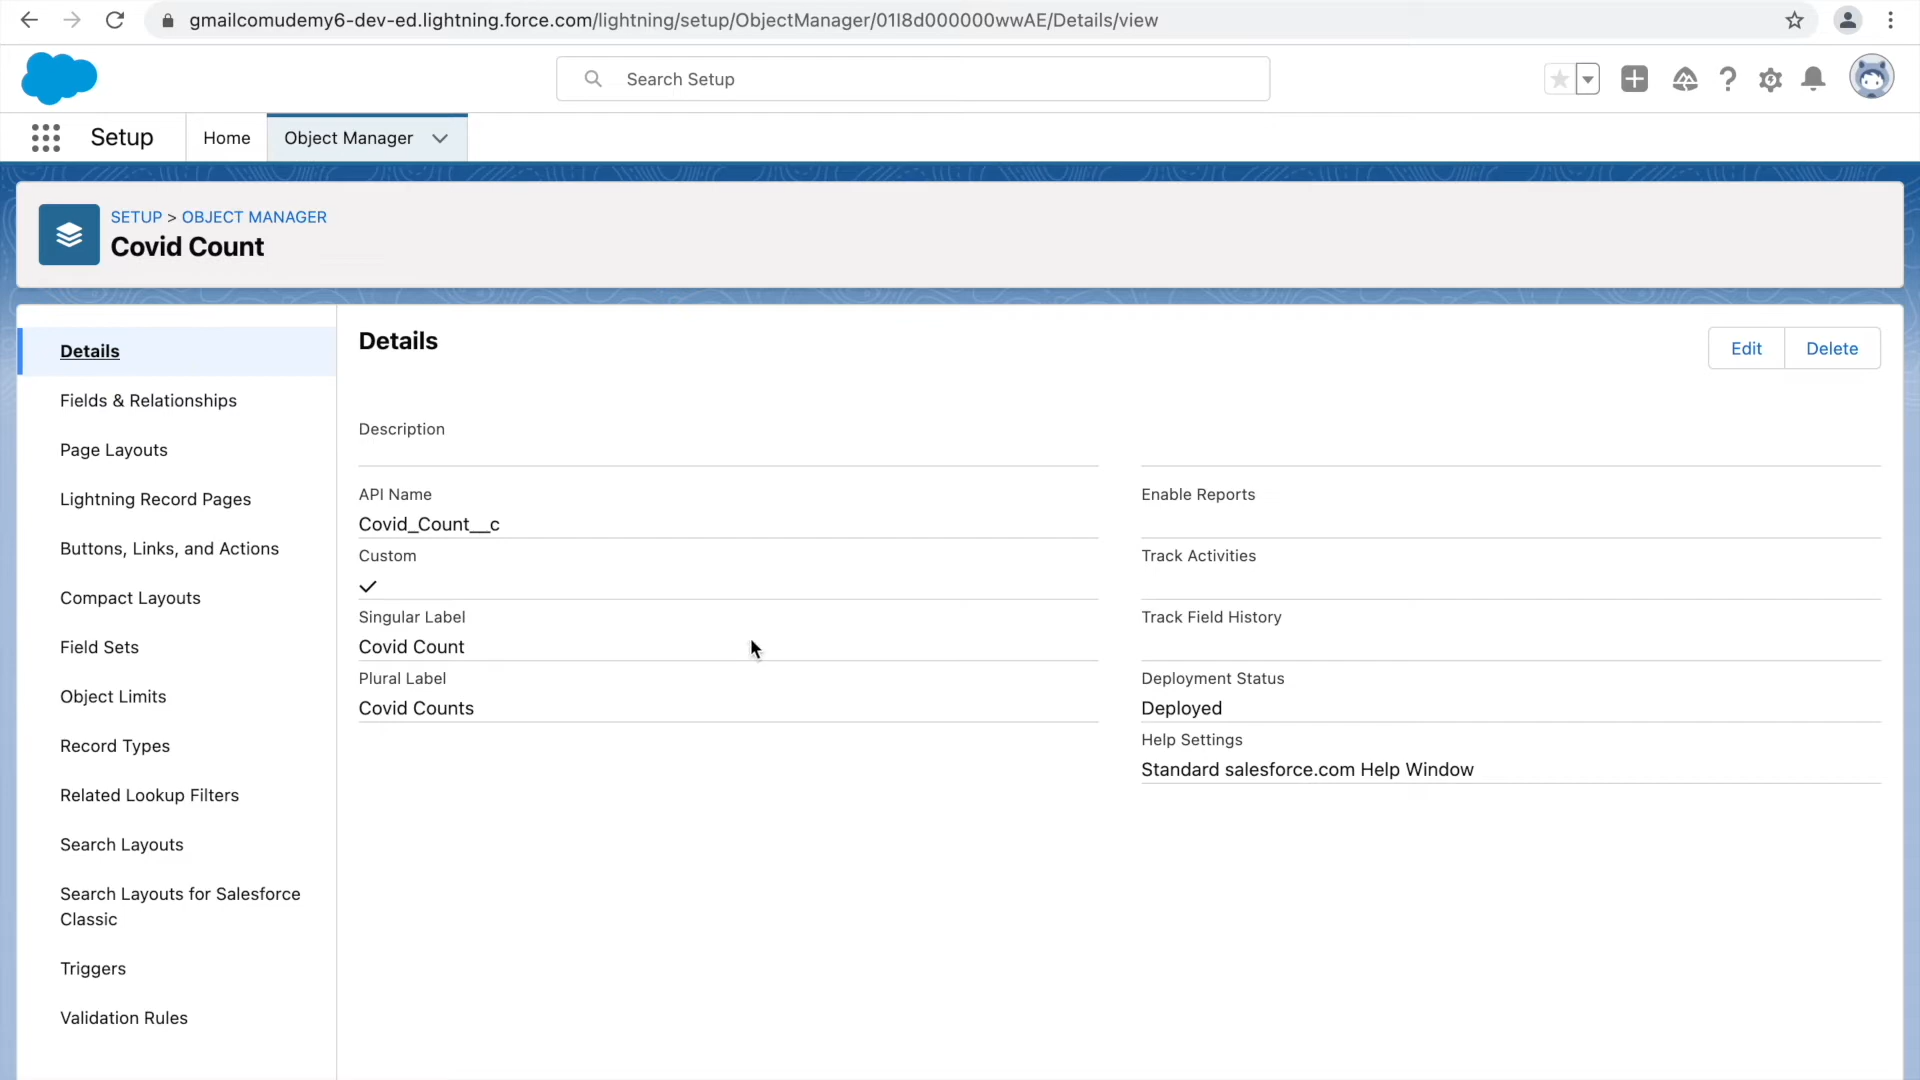 gmailcomudemy6-dev-ed.lightning.force.com/lightning/setup/ObjectManager/01I8d000000wwAE/Details/view
Search Setup
Setup
Home
Object Manager
SETUP > OBJECT MANAGER
Covid Count
Details
Fields & Relationships
Page Layouts
Lightning Record Pages
Buttons, Links, and Actions
Compact Layouts
Field Sets
Object Limits
Record Types
Related Lookup Filters
Search Layouts
Search Layouts for Salesforce
Classic
Triggers
Validation Rules
Details
Edit
Delete
Description
API Name
Covid_Count__c
Custom
Singular Label
Covid Count
Plural Label
Covid Counts
Enable Reports
Track Activities
Track Field History
Deployment Status
Deployed
Help Settings
Standard salesforce.com Help Window